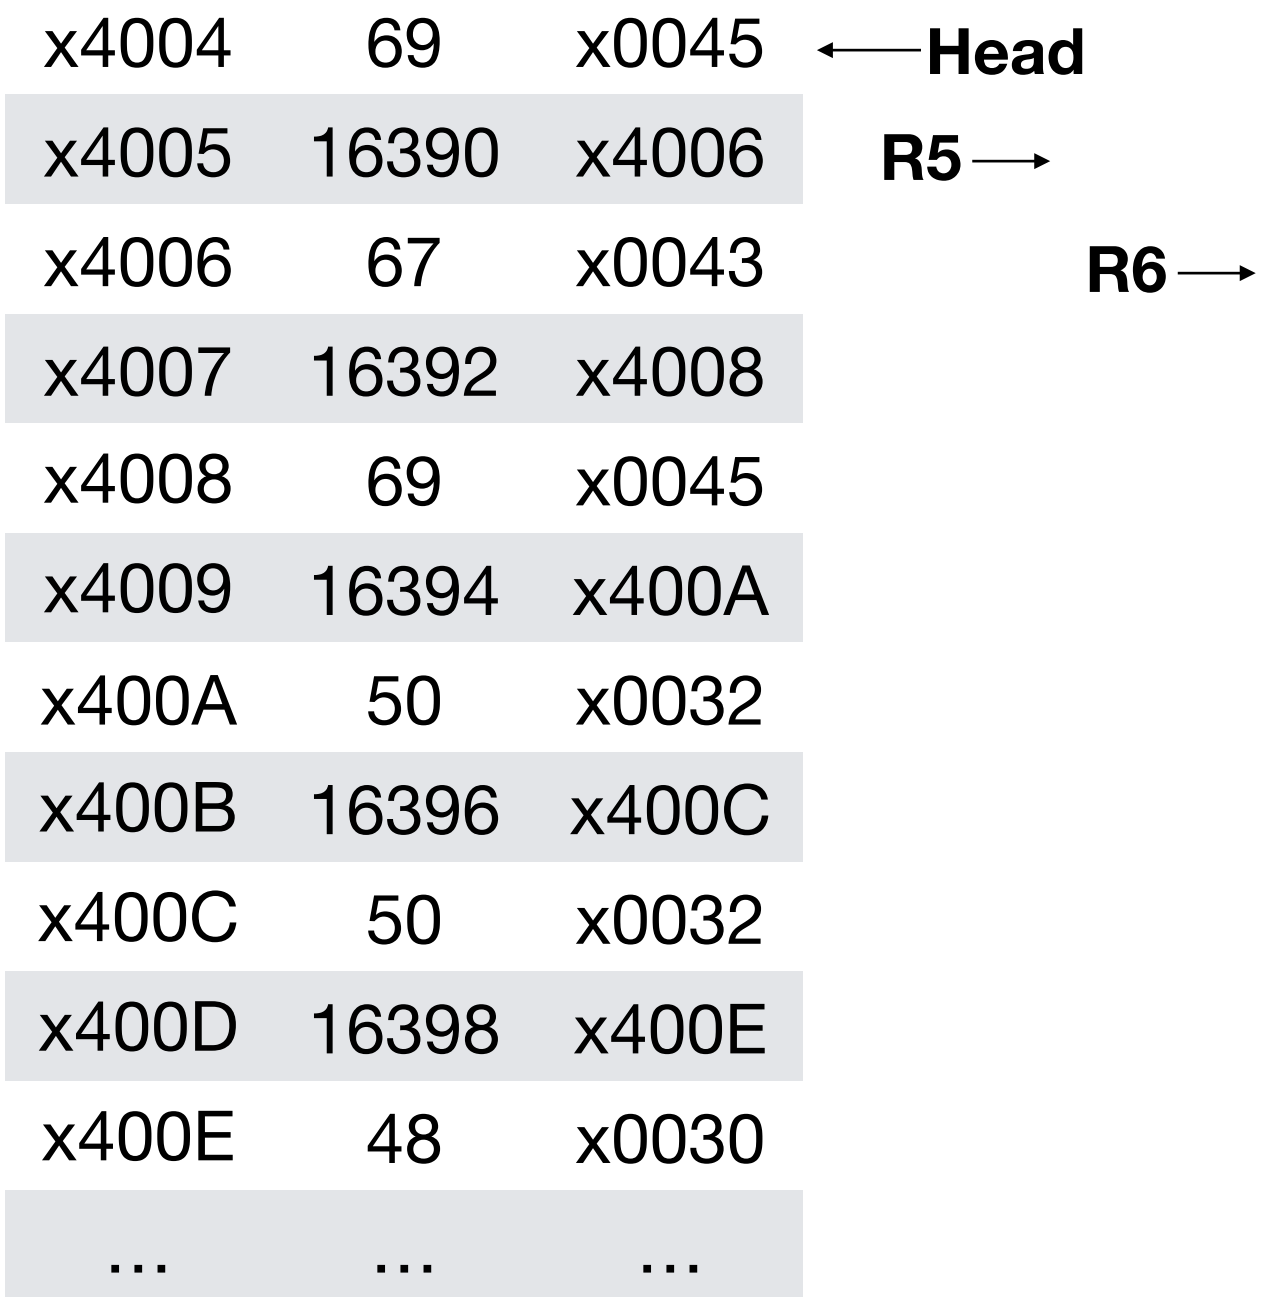 x4004 69 x0045 Head
x4005 16390 x4006 R5
x4006 67 x0043 R6
x4007 16392 x4008
x4008 69 x0045
x4009 16394 x400A
x400A 50 x0032
x400B 16396 x400C
x400C 50 x0032
x400D 16398 x400E
x400E 48 x0030
... ... ...